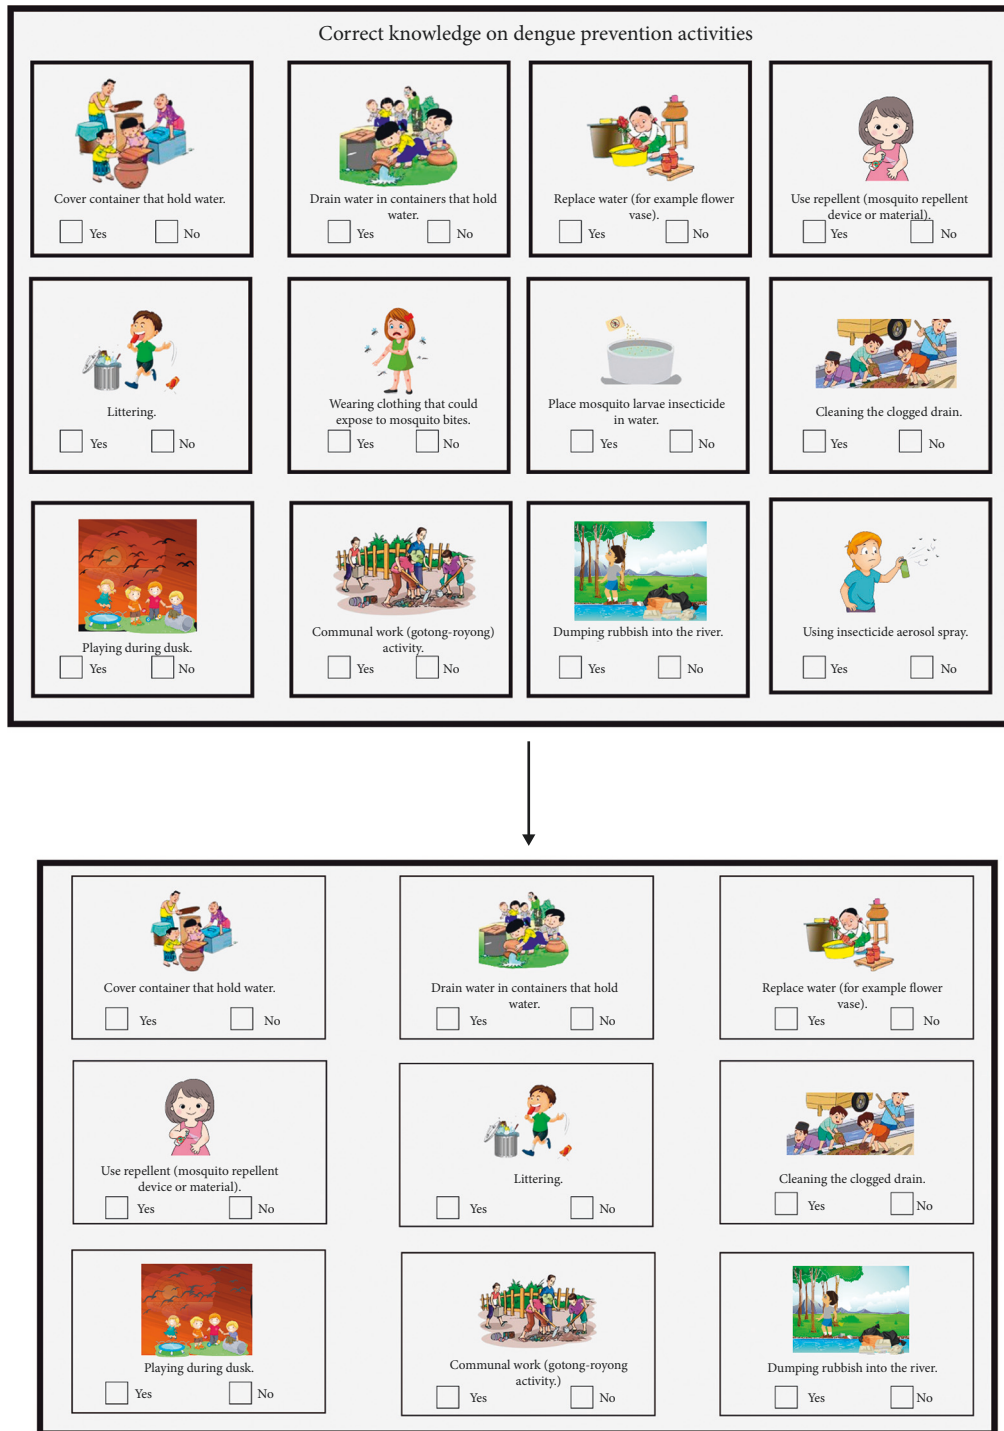 Correct knowledge on dengue prevention activities
Cover container that hold water.
Yes No
Drain water in containers that hold
water.
Yes No
Replace water (for example flower
vase).
Yes No
Use repellent (mosquito repellent
device or material).
Yes No
Littering.
Yes No
Wearing clothing that could
expose to mosquito bites.
Yes No
Place mosquito larvae insecticide
in water.
Yes No
Cleaning the clogged drain.
Yes No
Playing during dusk.
Yes No
Communal work (gotong-royong)
activity.
Yes No
Dumping rubbish into the river.
Yes No
Using insecticide aerosol spray.
Yes No
Cover container that hold water.
Yes No
Drain water in containers that hold
water.
Yes No
Replace water (for example flower
vase).
Yes No
Use repellent (mosquito repellent
device or material).
Yes No
Littering.
Yes No
Cleaning the clogged drain.
Yes No
Playing during dusk.
Yes No
Communal work (gotong-royong
activity.)
Yes No
Dumping rubbish into the river.
Yes No